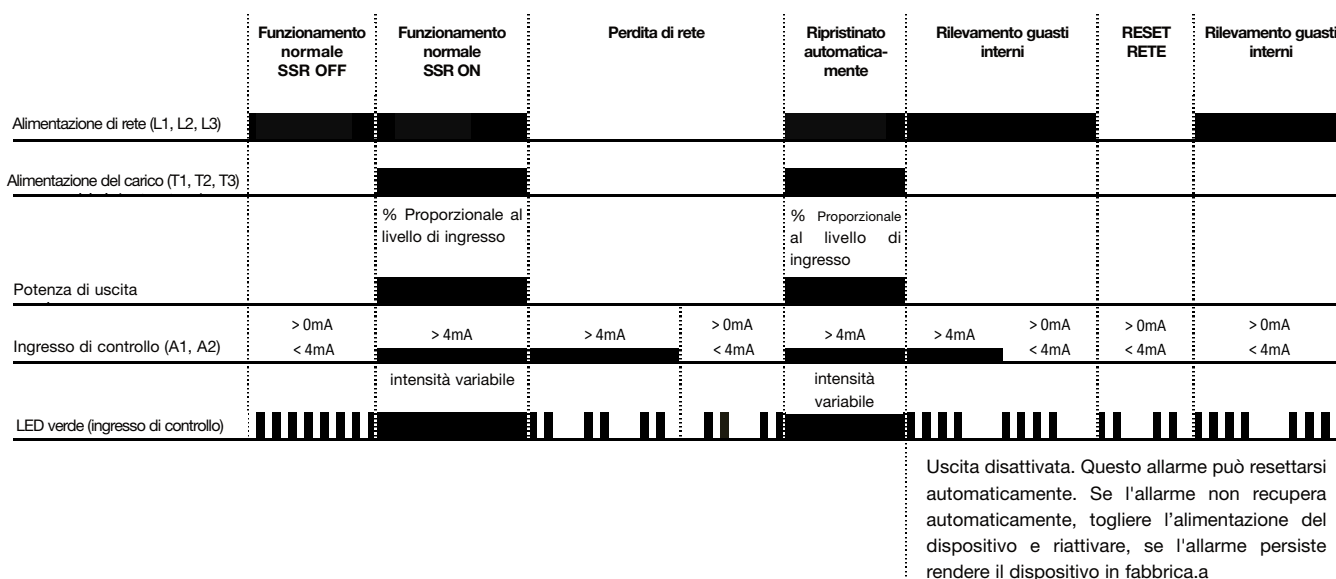 Funzionamento
normale
SSR OFF
Funzionamento
normale
SSR ON
Perdita di rete
Ripristinato
automatica-
mente
Rilevamento guasti
interni
RESET
RETE
Rilevamento guasti
interni
Alimentazione di rete (L1, L2, L3)
Alimentazione del carico (T1, T2, T3)
% Proporzionale al
livello di ingresso
% Proporzionale
al livello di
ingresso
Potenza di uscita
Ingresso di controllo (A1, A2)
> 0mA
< 4mA
> 4mA
> 4mA
> 0mA
< 4mA
> 4mA
> 4mA
> 0mA
< 4mA
> 0mA
< 4mA
> 0mA
< 4mA
intensità variabile
intensità
variabile
LED verde (ingresso di controllo)
Uscita disattivata. Questo allarme può resettarsi
automaticamente. Se l'allarme non recupera
automaticamente, togliere l’alimentazione del
dispositivo e riattivare, se l'allarme persiste
rendere il dispositivo in fabbrica.a